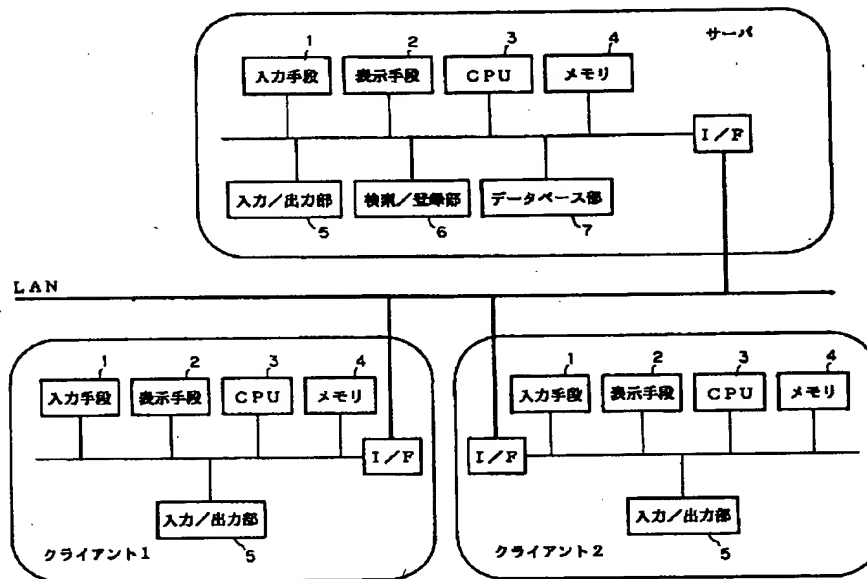 サーバ
1 2 3 4
入力手段 表示手段 CPU メモリ
I/F
入力/出力部 検索/登録部 データベース部
5 6 7
LAN
1 2 3 4
入力手段 表示手段 CPU メモリ
I/F
入力/出力部
5
クライアント1
1 2 3 4
入力手段 表示手段 CPU メモリ
I/F
入力/出力部
5
クライアント2